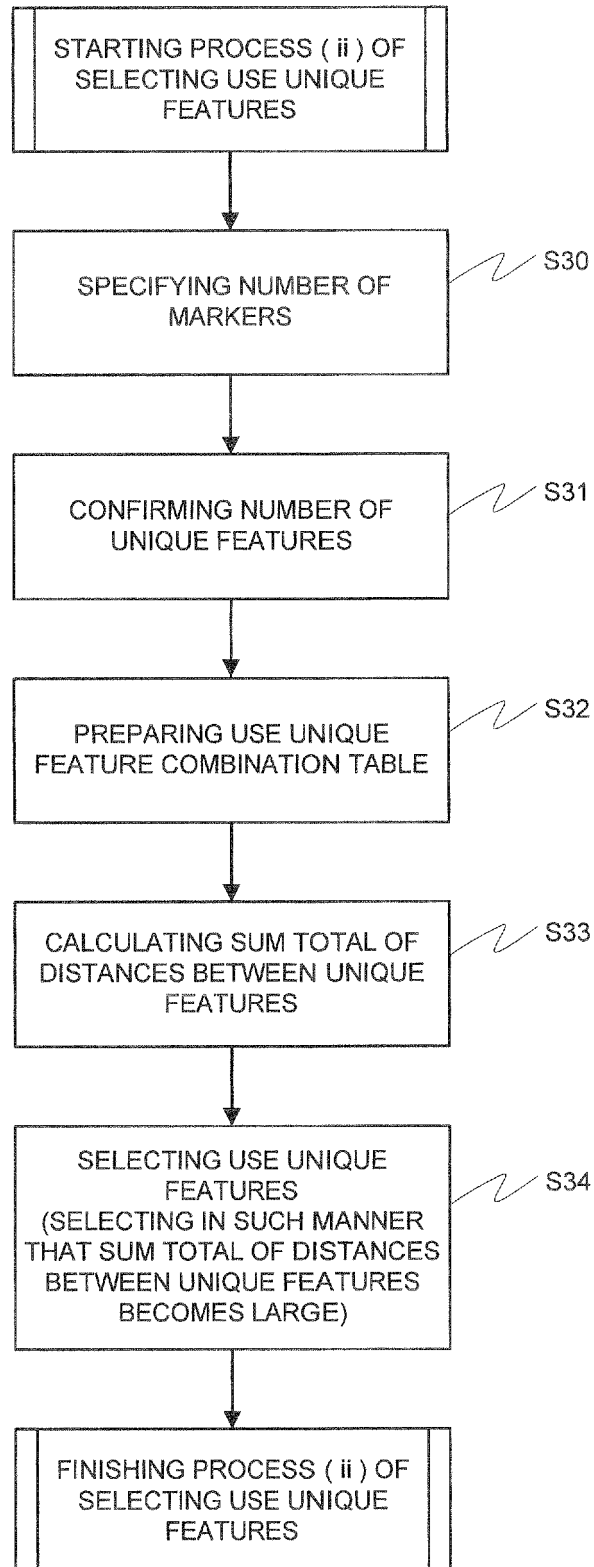 STARTING PROCESS ( ii ) OF
SELECTING USE UNIQUE
FEATURES
SPECIFYING NUMBER OF
MARKERS
S30
CONFIRMING NUMBER OF
UNIQUE FEATURES
S31
PREPARING USE UNIQUE
FEATURE COMBINATION TABLE
S32
CALCULATING SUM TOTAL OF
DISTANCES BETWEEN UNIQUE
FEATURES
S33
SELECTING USE UNIQUE
FEATURES
(SELECTING IN SUCH MANNER
THAT SUM TOTAL OF DISTANCES
BETWEEN UNIQUE FEATURES
BECOMES LARGE)
S34
FINISHING PROCESS ( ii ) OF
SELECTING USE UNIQUE
FEATURES